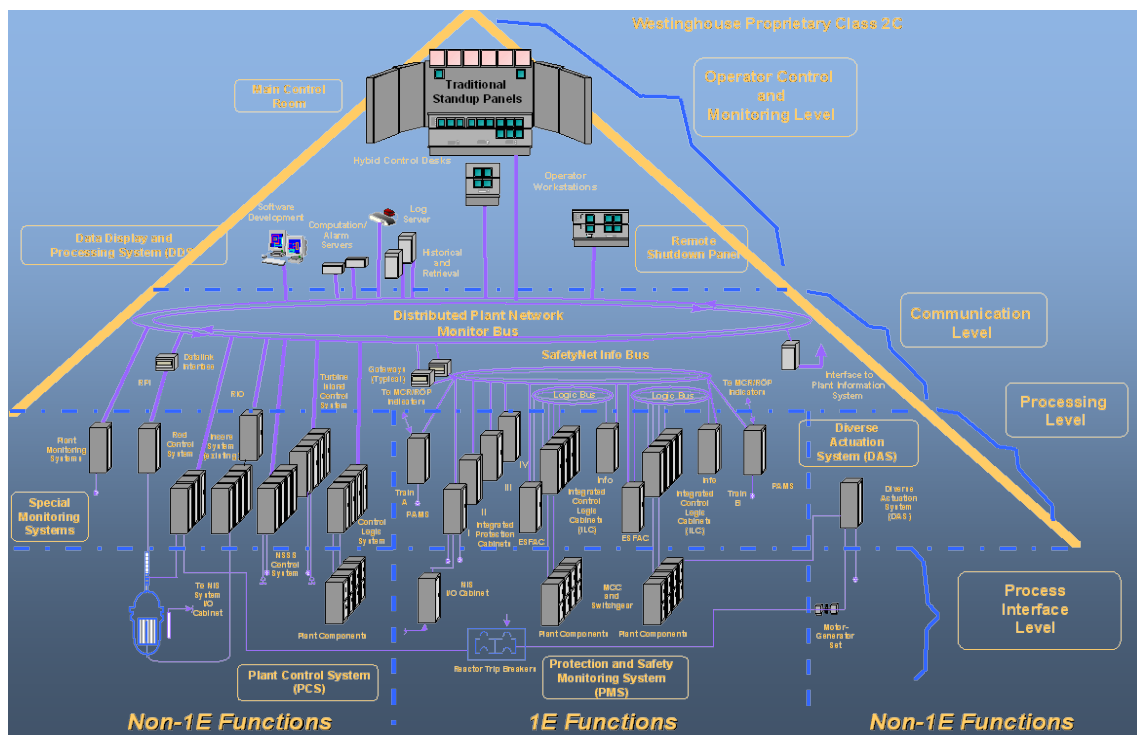 Westinghouse Proprietary Class 2C
Operator Control
and
Monitoring Level
Main Control
Room
Traditional
Standup Panels
Hybid Control Desks
Operator
Workstations
Software
Development
Computation/
Alarm Servers
Log
Server
Historical and
Retrieval
Data Display and
Processing System (DDS)
Remote
Shutdown Panel
Communication
Level
Distributed Plant Network
Monitor Bus
SafetyNet Info Bus
Logic Bus
Logic Bus
Interface to
Plant Information
System
Processing
Level
Datalink
Interface
RPI
RIO
Turbine
Island
Control
System
Gateways
(Typical)
To MCR/ROP
Indicators
To MCR/ROP
Indicators
Plant
Monitoring
Systems
Rod
Control
System
Incore
System
(existing)
Control
Logic System
Train
A
PAMS
I
II
III
IV
Integrated
Protection
Cabinets
ESFAC
Info
Integrated
Control
Logic
Cabinets
(ILC)
ESFAC
Info
Integrated
Control
Logic
Cabinets
(ILC)
Train
B
PAMS
Diverse
Actuation
System (DAS)
Diverse
Actuation
System
(DAS)
Special
Monitoring
Systems
NSSS
Control
System
To NIS
System
I/O
Cabinet
Plant Components
NIS
I/O Cabinet
MCC
and
Switchgear
Plant Components
Plant Components
Reactor Trip Breakers
Motor-
Generator
Set
Process
Interface
Level
Plant Control System
(PCS)
Protection and Safety
Monitoring System
(PMS)
Non-1E Functions
1E Functions
Non-1E Functions